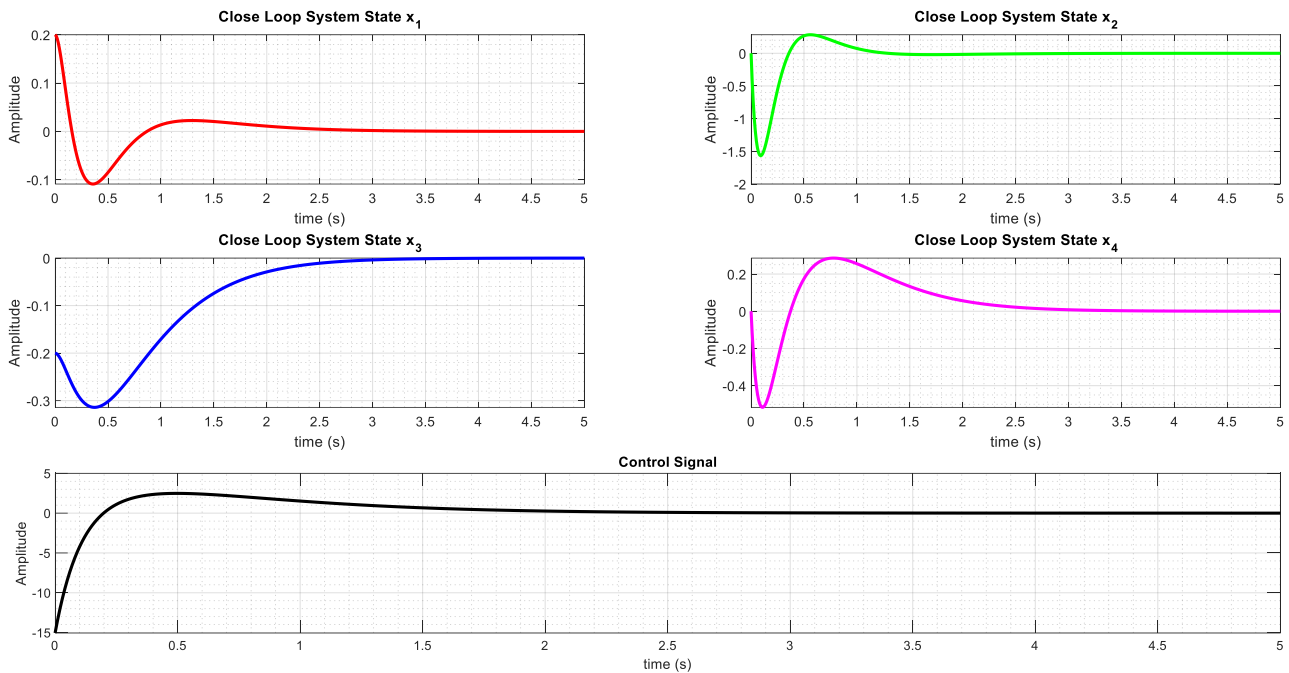 Close Loop System State x1
0.2
0.1
0
-0.1
Amplitude
0 0.5 1 1.5 2 2.5 3 3.5 4 4.5 5
time (s)
Close Loop System State x2
0
-0.5
-1
-1.5
-2
Amplitude
0 0.5 1 1.5 2 2.5 3 3.5 4 4.5 5
time (s)
Close Loop System State x3
0
-0.1
-0.2
-0.3
Amplitude
0 0.5 1 1.5 2 2.5 3 3.5 4 4.5 5
time (s)
Close Loop System State x4
0.2
0
-0.2
-0.4
Amplitude
0 0.5 1 1.5 2 2.5 3 3.5 4 4.5 5
time (s)
Control Signal
5
0
-5
-10
-15
Amplitude
0 0.5 1 1.5 2 2.5 3 3.5 4 4.5 5
time (s)